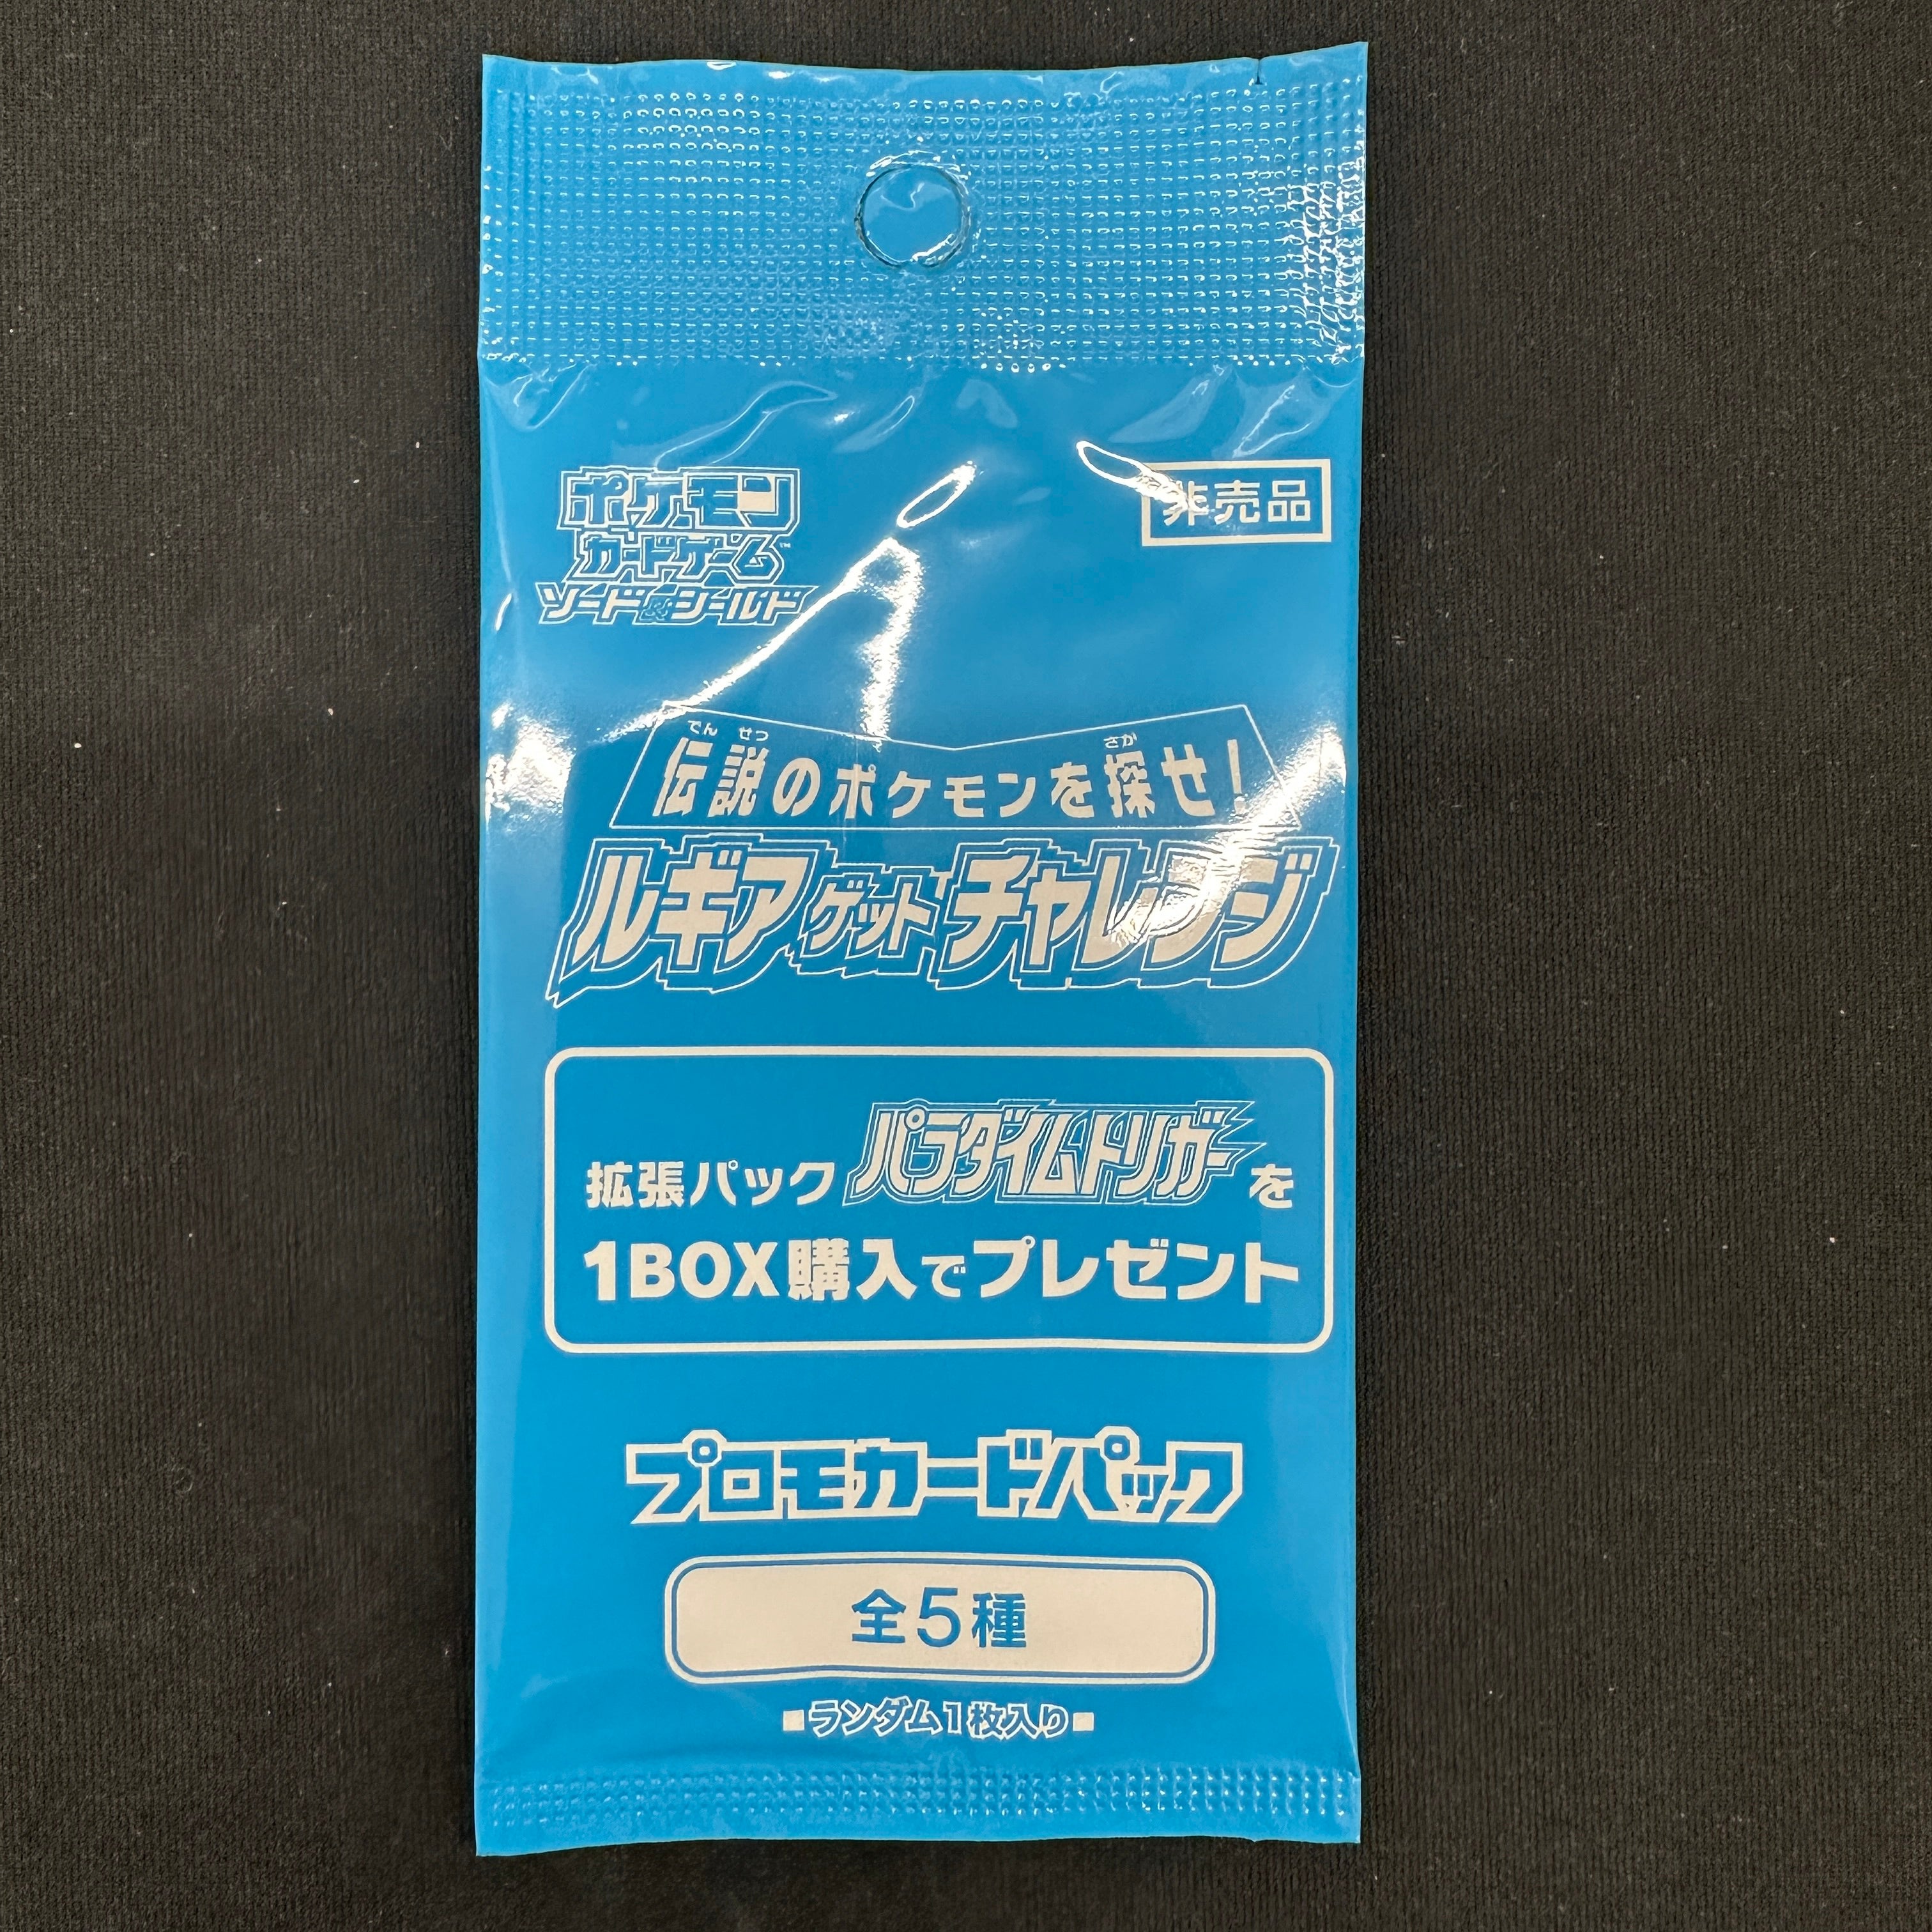 ポケモン
カードゲーム™
ソード&シールド
非売品
でん せつ さが
伝説のポケモンを探せ!
ルギアゲットチャレンジ
拡張パックパラダイムトリガーを
1BOX購入でプレゼント
プロモカードパック
全5種
■ランダム1枚入り■